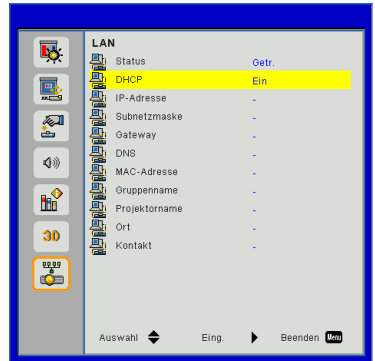 LAN
Status Getr.
DHCP Ein
IP-Adresse -
Subnetzmaske -
Gateway -
DNS -
MAC-Adresse -
Gruppenname -
Projektorname -
Ort -
Kontakt -
3D
Auswahl Eing. Beenden Menu